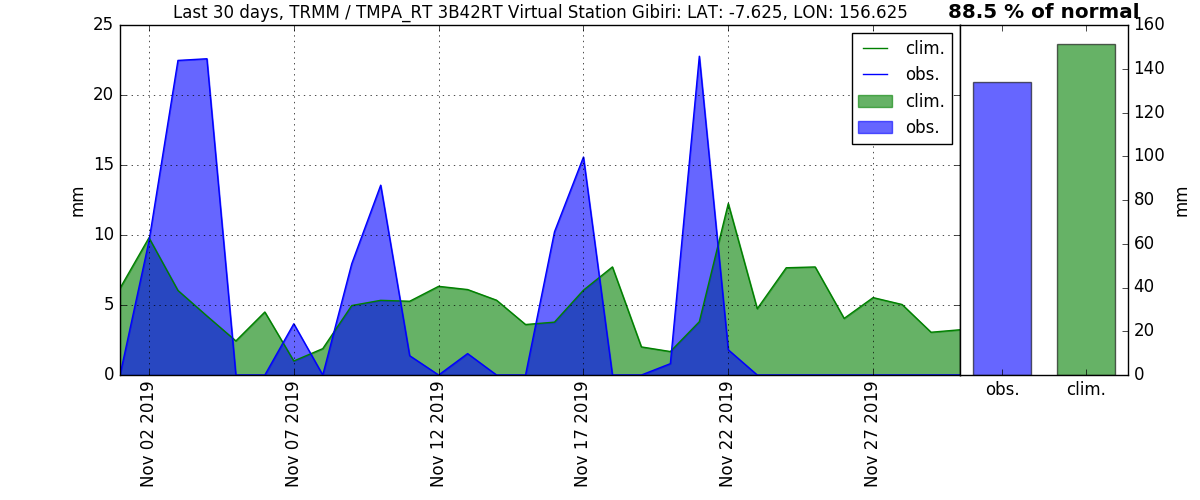 Last 30 days, TRMM / TMPA_RT 3B42RT Virtual Station Gibiri: LAT: -7.625, LON: 156.625
88.5 % of normal
25
20
15
10
5
0
mm
clim.
obs.
clim.
obs.
Nov 02 2019
Nov 07 2019
Nov 12 2019
Nov 17 2019
Nov 22 2019
Nov 27 2019
160
140
120
100
80
60
40
20
0
mm
obs.
clim.